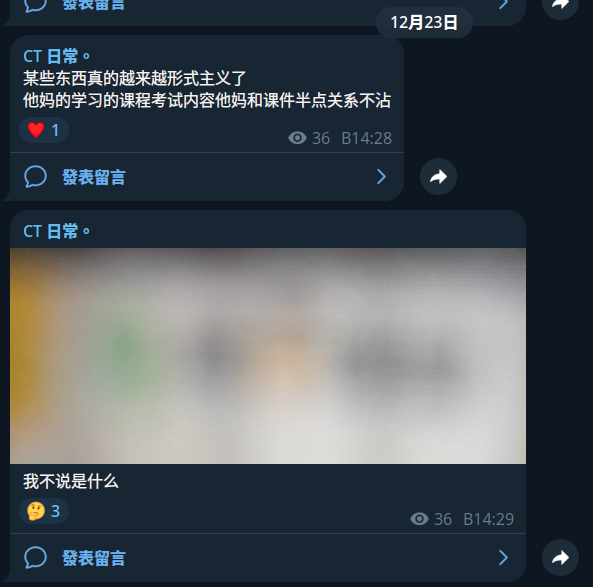 發表留言
12月23日
CT 日常。
某些东西真的越来越形式主义了
他妈的学习的课程考试内容他妈和课件半点关系不沾
1
36 B14:28
發表留言
CT 日常。
我不说是什么
3
36 B14:29
發表留言